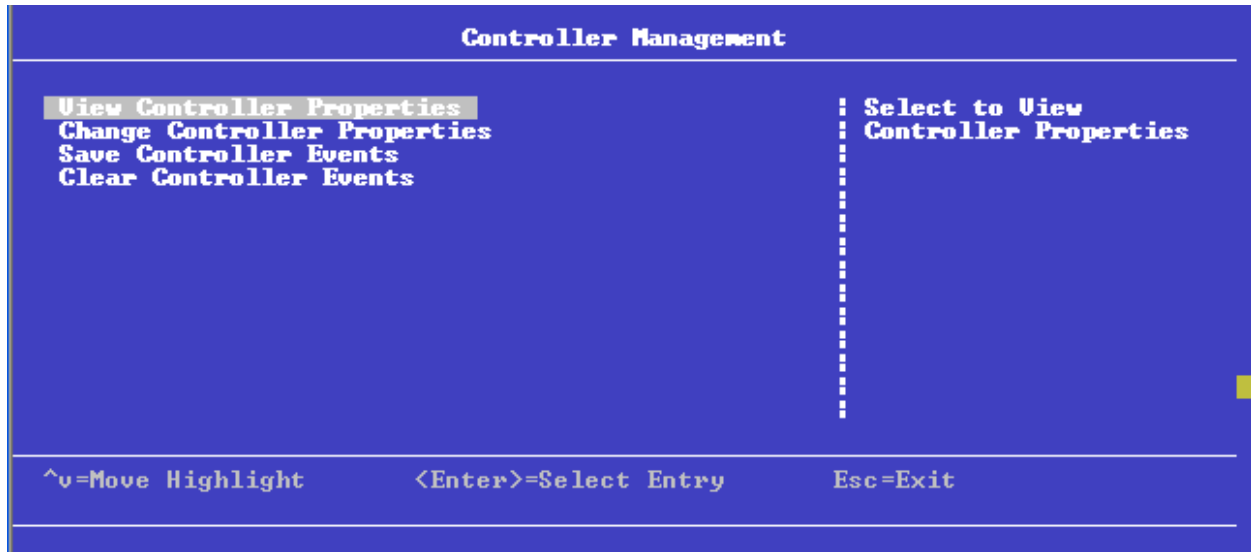 Controller Management
View Controller Properties
Change Controller Properties
Save Controller Events
Clear Controller Events
Select to View
Controller Properties
^v=Move Highlight <Enter>=Select Entry Esc=Exit